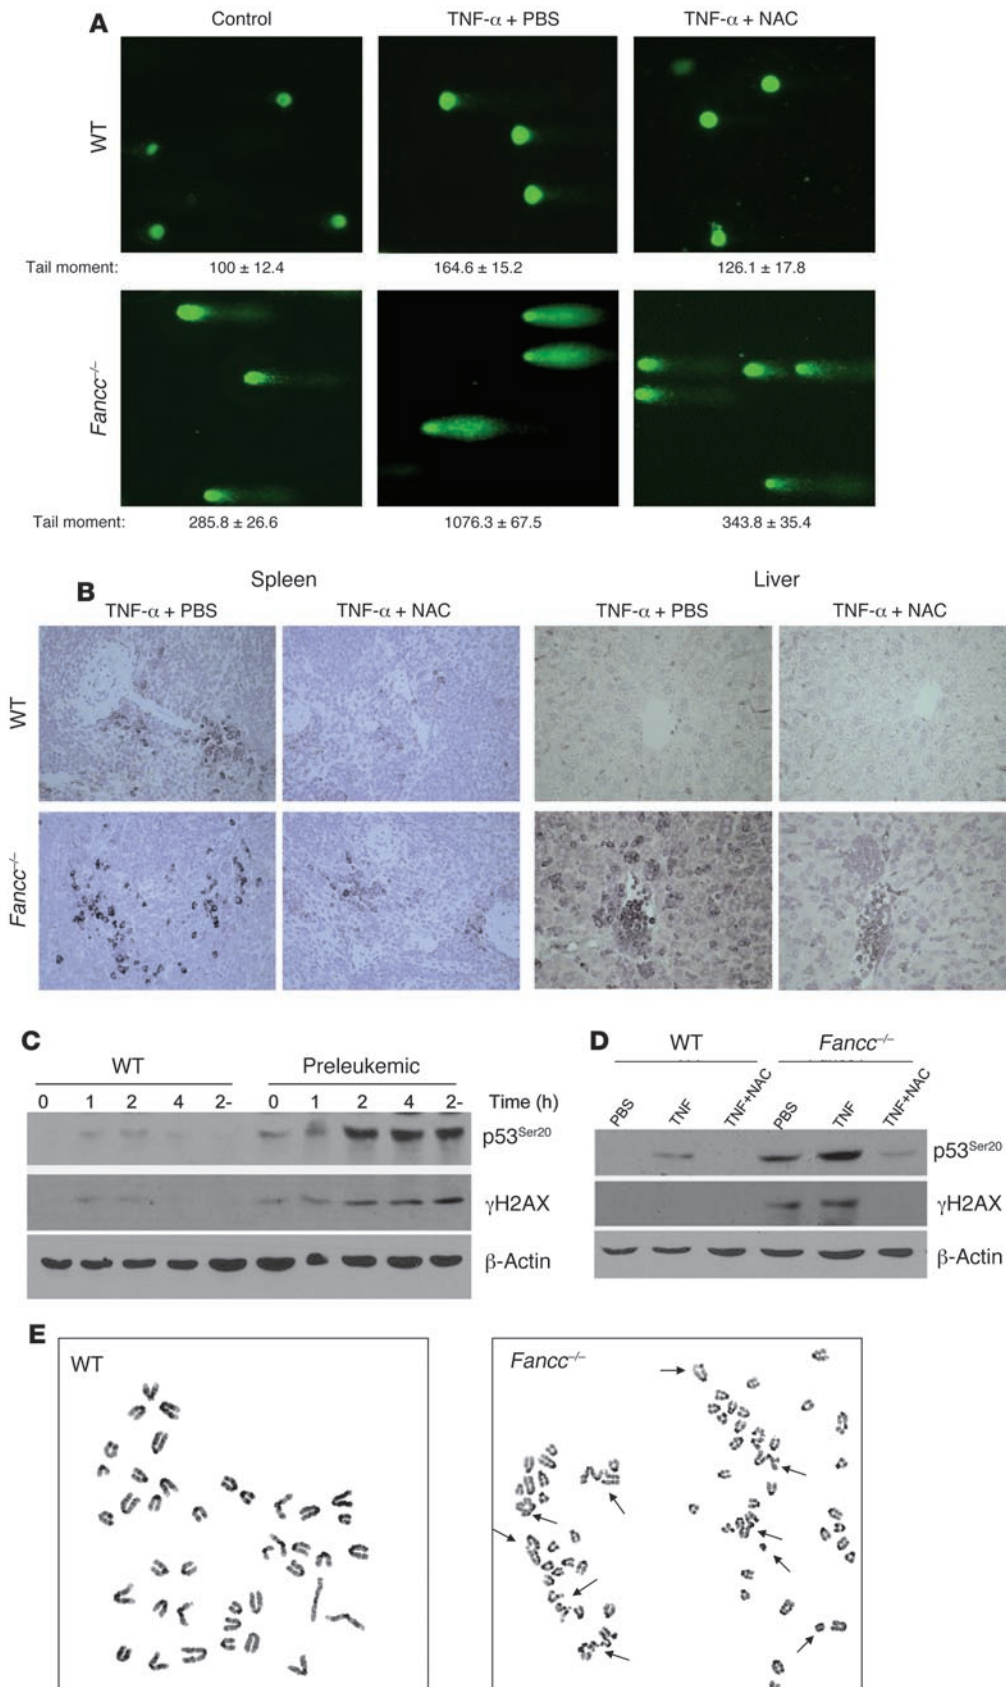 A
Control
TNF-α + PBS
TNF-α + NAC
WT
Tail moment:
100 ± 12.4
164.6 ± 15.2
126.1 ± 17.8
Fancc–/–
Tail moment:
285.8 ± 26.6
1076.3 ± 67.5
343.8 ± 35.4
B
Spleen
Liver
TNF-α + PBS
TNF-α + NAC
TNF-α + PBS
TNF-α + NAC
WT
Fancc–/–
C
WT
Preleukemic
0 1 2 4 2- 0 1 2 4 2- Time (h)
p53Ser20
γH2AX
β-Actin
D
WT
Fancc–/–
PBS TNF TNF+NAC PBS TNF TNF+NAC
p53Ser20
γH2AX
β-Actin
E
WT
Fancc–/–